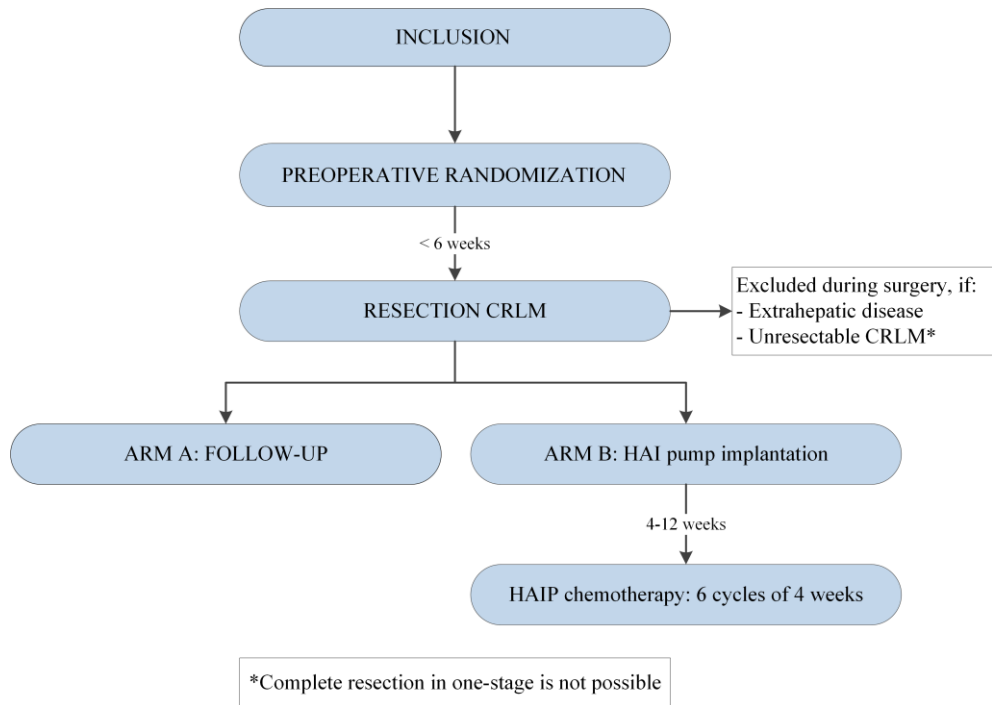 INCLUSION
PREOPERATIVE RANDOMIZATION
< 6 weeks
RESECTION CRLM
Excluded during surgery, if:
- Extrahepatic disease
- Unresectable CRLM*
ARM A: FOLLOW-UP
ARM B: HAI pump implantation
4-12 weeks
HAIP chemotherapy: 6 cycles of 4 weeks
*Complete resection in one-stage is not possible